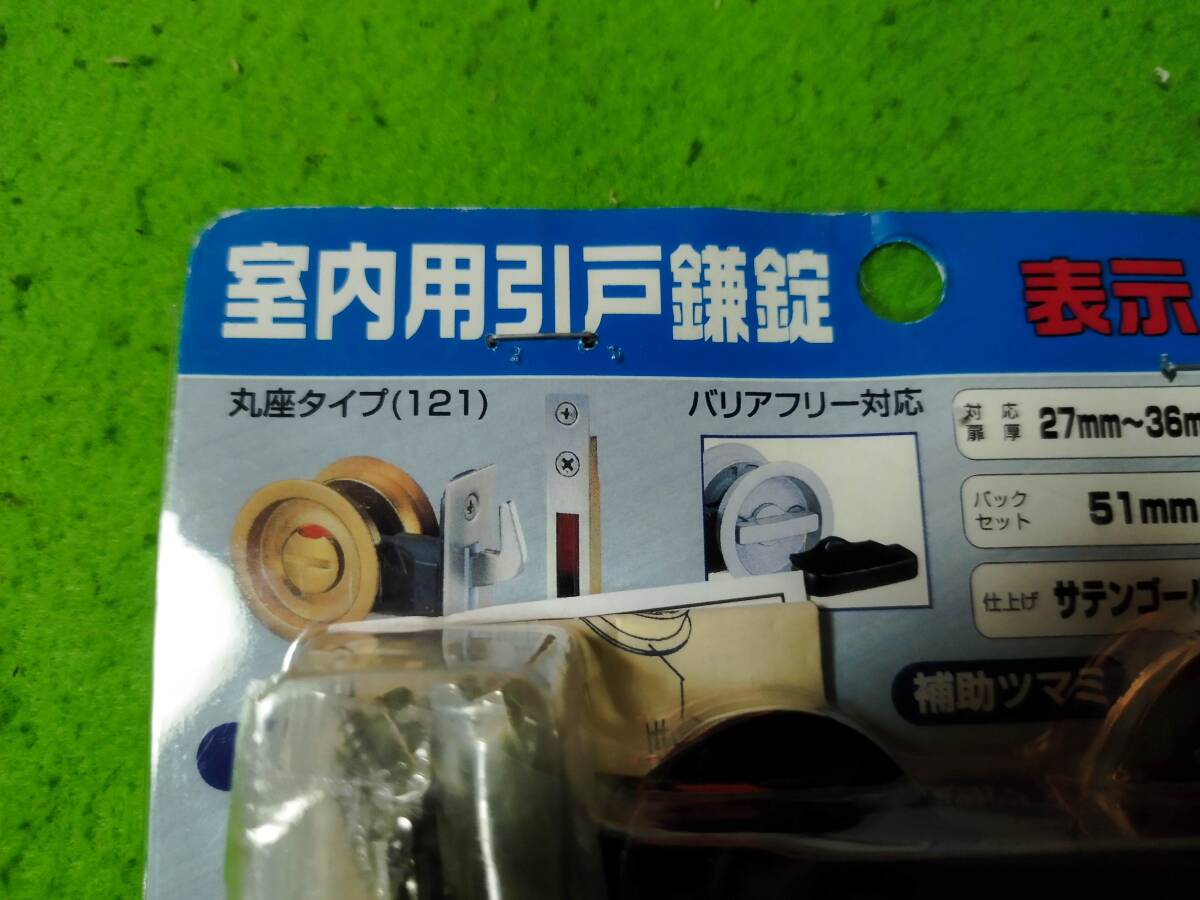 室内用引戸鎌錠
表示
丸座タイプ(121)
バリアフリー対応
対応扉厚 27mm〜36m
バックセット 51mm
仕上げ サテンゴール
補助ツマミ